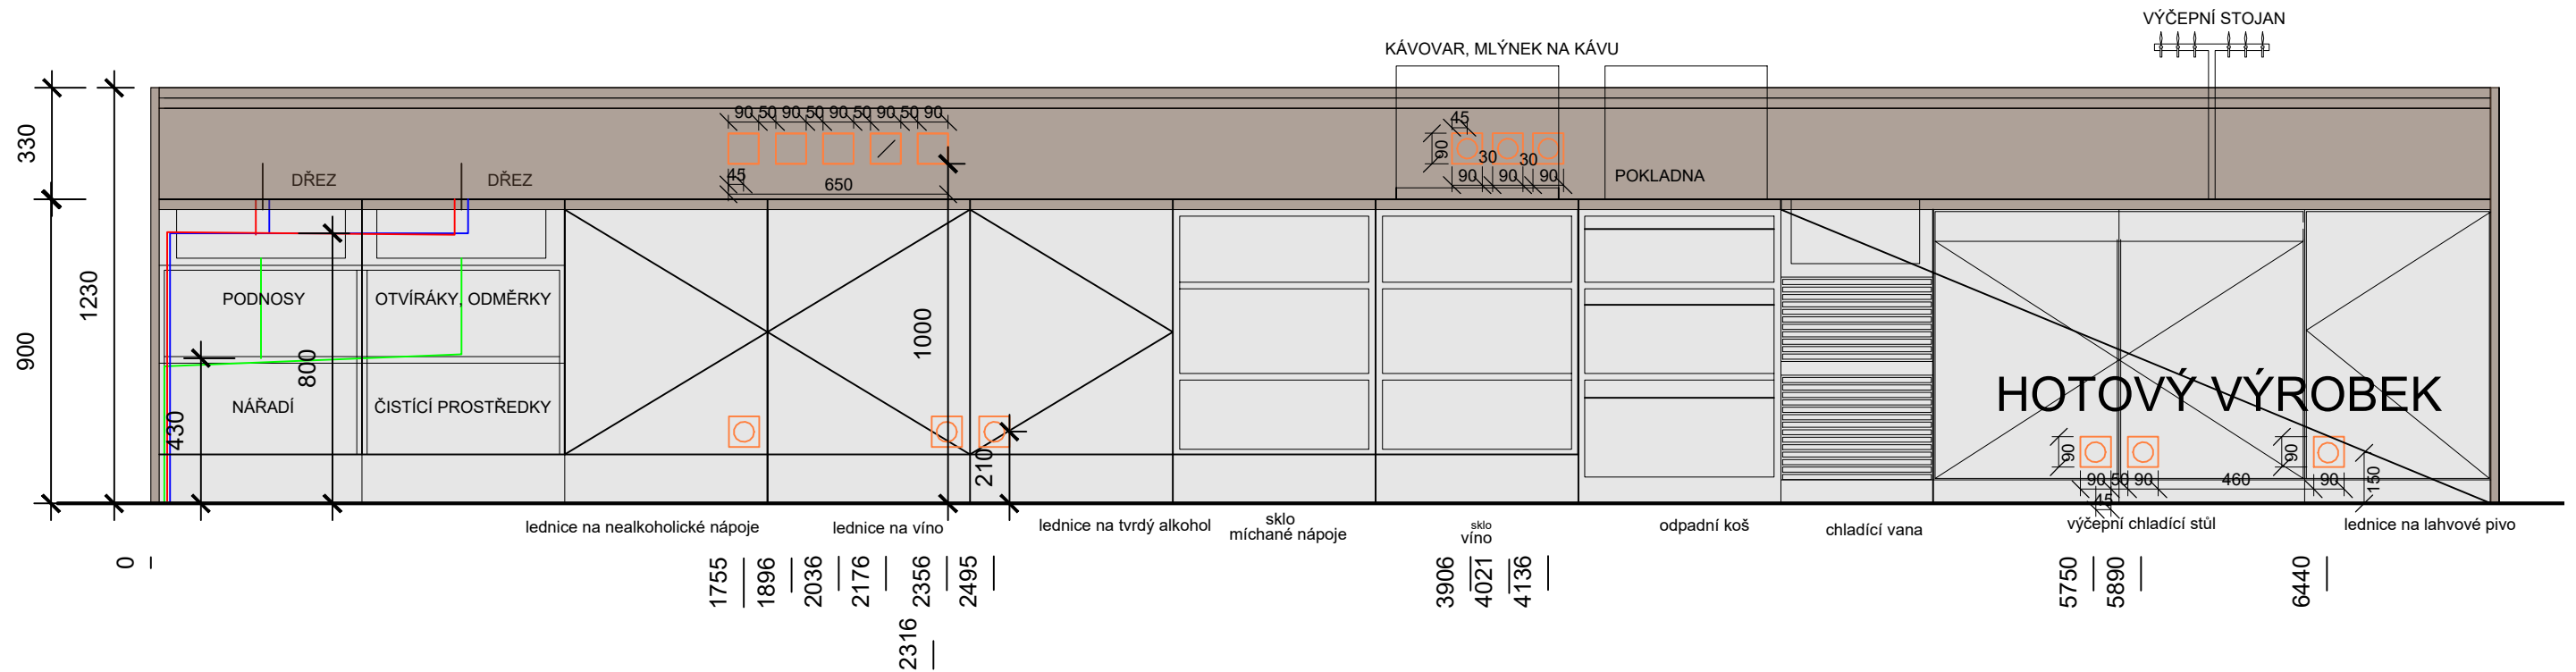 VÝČEPNÍ STOJAN
KÁVOVAR, MLÝNEK NA KÁVU
90 50 90 50 90 50 90 50 90
45
90
30
30
330
DŘEZ
DŘEZ
45
650
90
90
90
POKLADNA
1230
900
PODNOSY
OTVÍRÁKY, ODMĚRKY
800
1000
HOTOVÝ VÝROBEK
NÁŘADÍ
ČISTÍCÍ PROSTŘEDKY
430
210
90
90
90
50
90
460
90
150
45
lednice na nealkoholické nápoje
lednice na víno
lednice na tvrdý alkohol
sklo
míchané nápoje
sklo
víno
odpadní koš
chladící vana
výčepní chladící stůl
lednice na lahvové pivo
0
1755
1896
2036
2176
2356
2495
3906
4021
4136
5750
5890
6440
2316